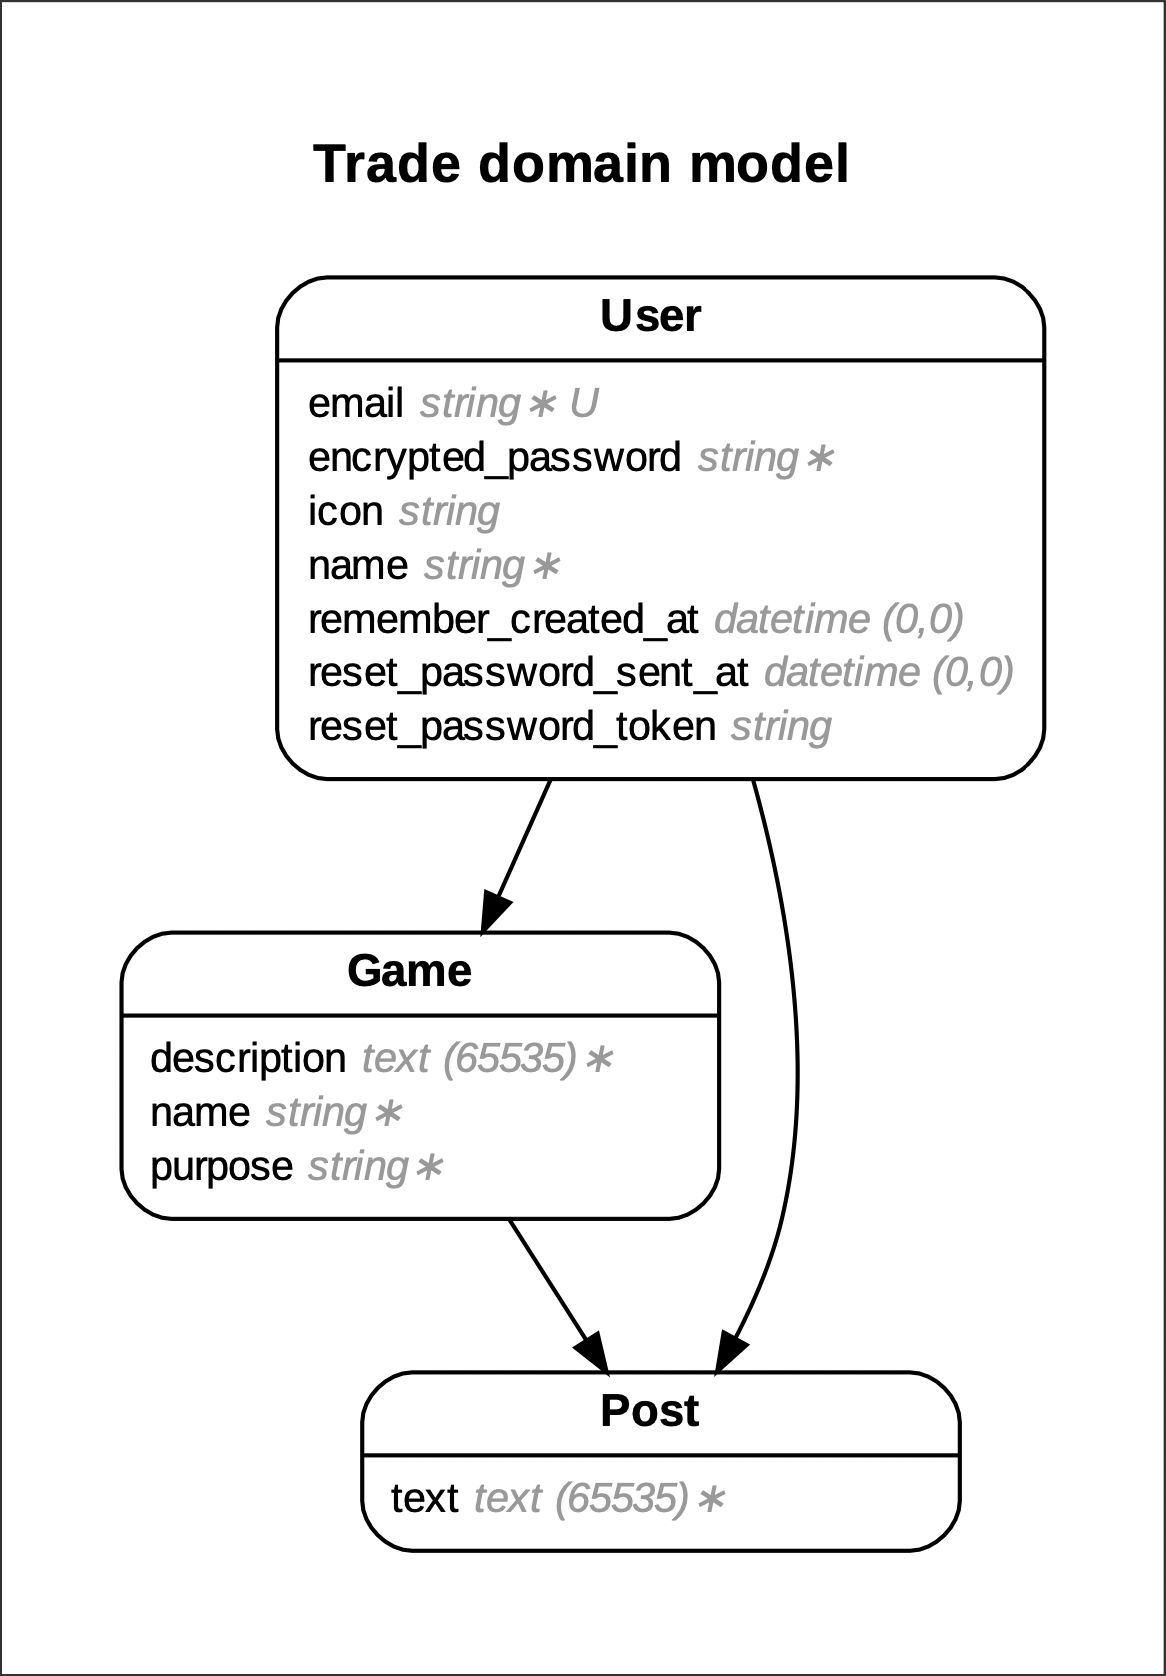 Trade domain model
User
email string ∗ U
encrypted_password string ∗
icon string
name string ∗
remember_created_at datetime (0,0)
reset_password_sent_at datetime (0,0)
reset_password_token string
Game
description text (65535) ∗
name string ∗
purpose string ∗
Post
text text (65535) ∗